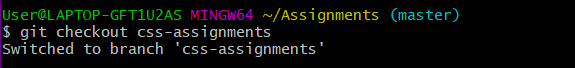 User@LAPTOP-GFT1U2AS MINGW64 ~/Assignments (master)
$ git checkout css-assignments
Switched to branch 'css-assignments'